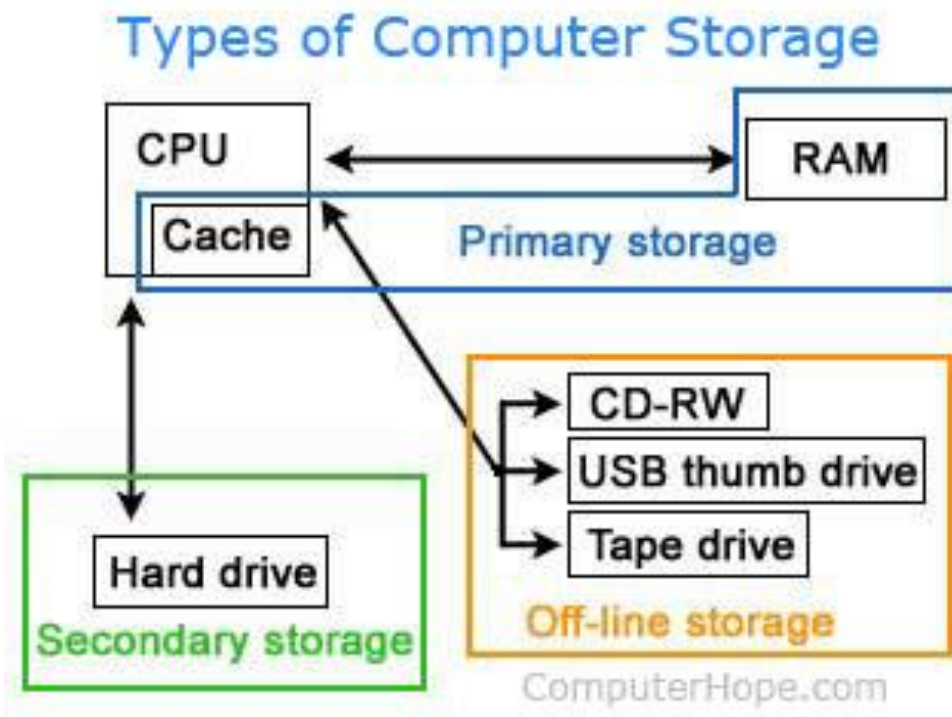 Types of Computer Storage
CPU
RAM
Cache
Primary storage
CD-RW
USB thumb drive
Tape drive
Off-line storage
Hard drive
Secondary storage
ComputerHope.com